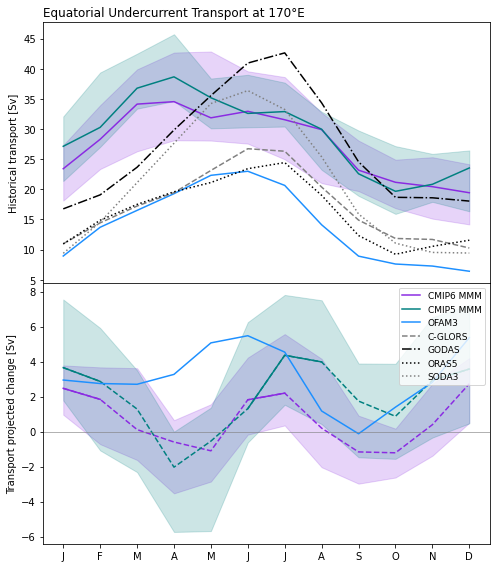 Equatorial Undercurrent Transport at 170°E
Historical transport [Sv]
45
40
35
30
25
20
15
10
5
Transport projected change [Sv]
8
6
4
2
0
−2
−4
−6
CMIP6 MMM
CMIP5 MMM
OFAM3
C-GLORS
GODAS
ORAS5
SODA3
J F M A M J J A S O N D